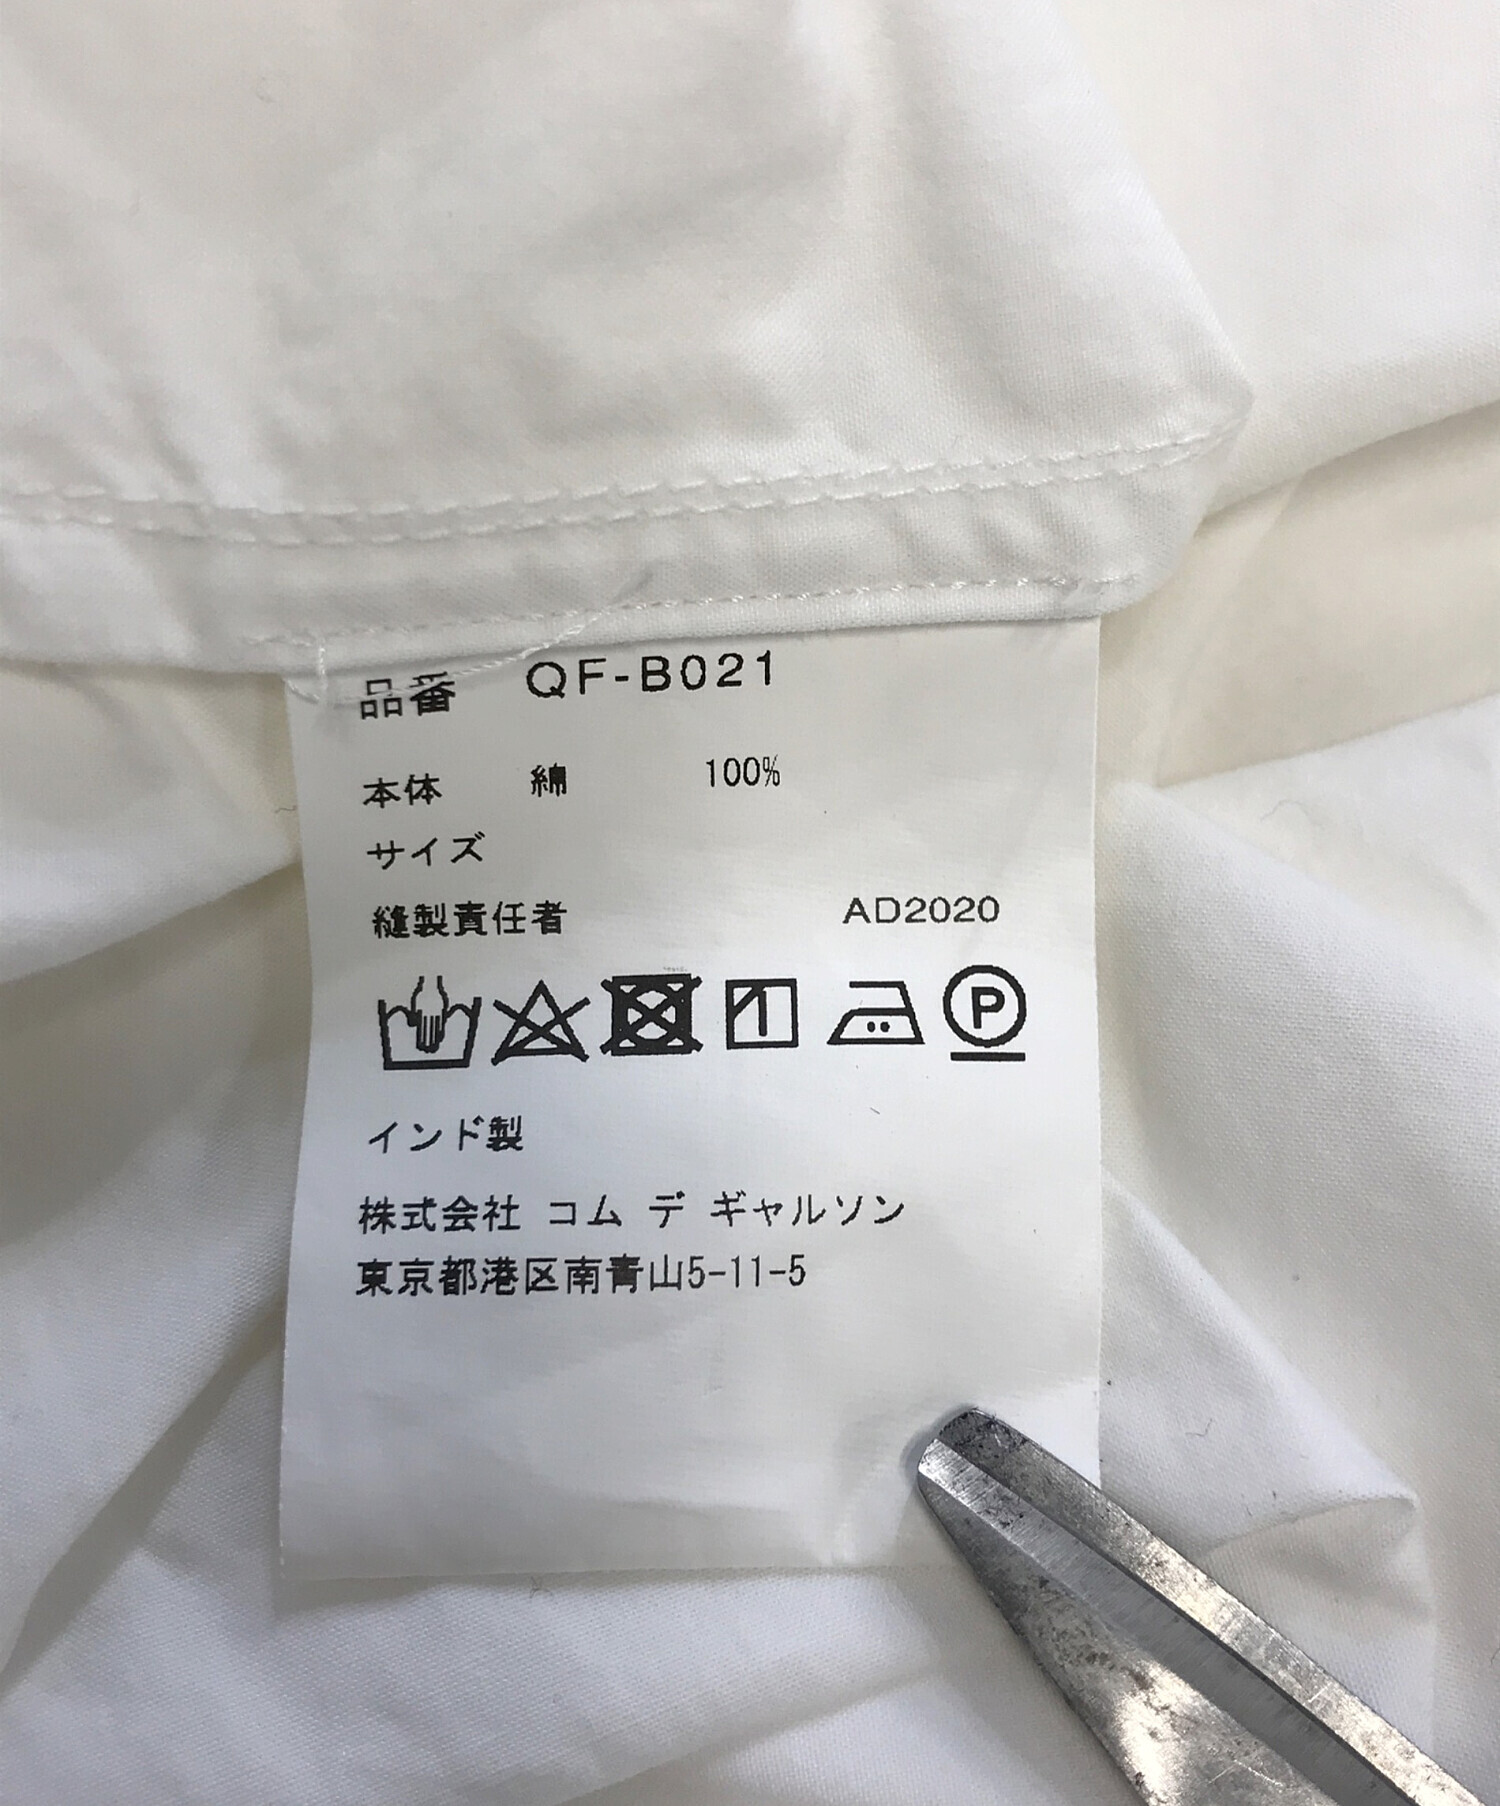 品番 QF-B021
本体 綿 100%
サイズ
縫製責任者 AD2020
P
インド製
株式会社 コム デ ギャルソン
東京都港区南青山5-11-5